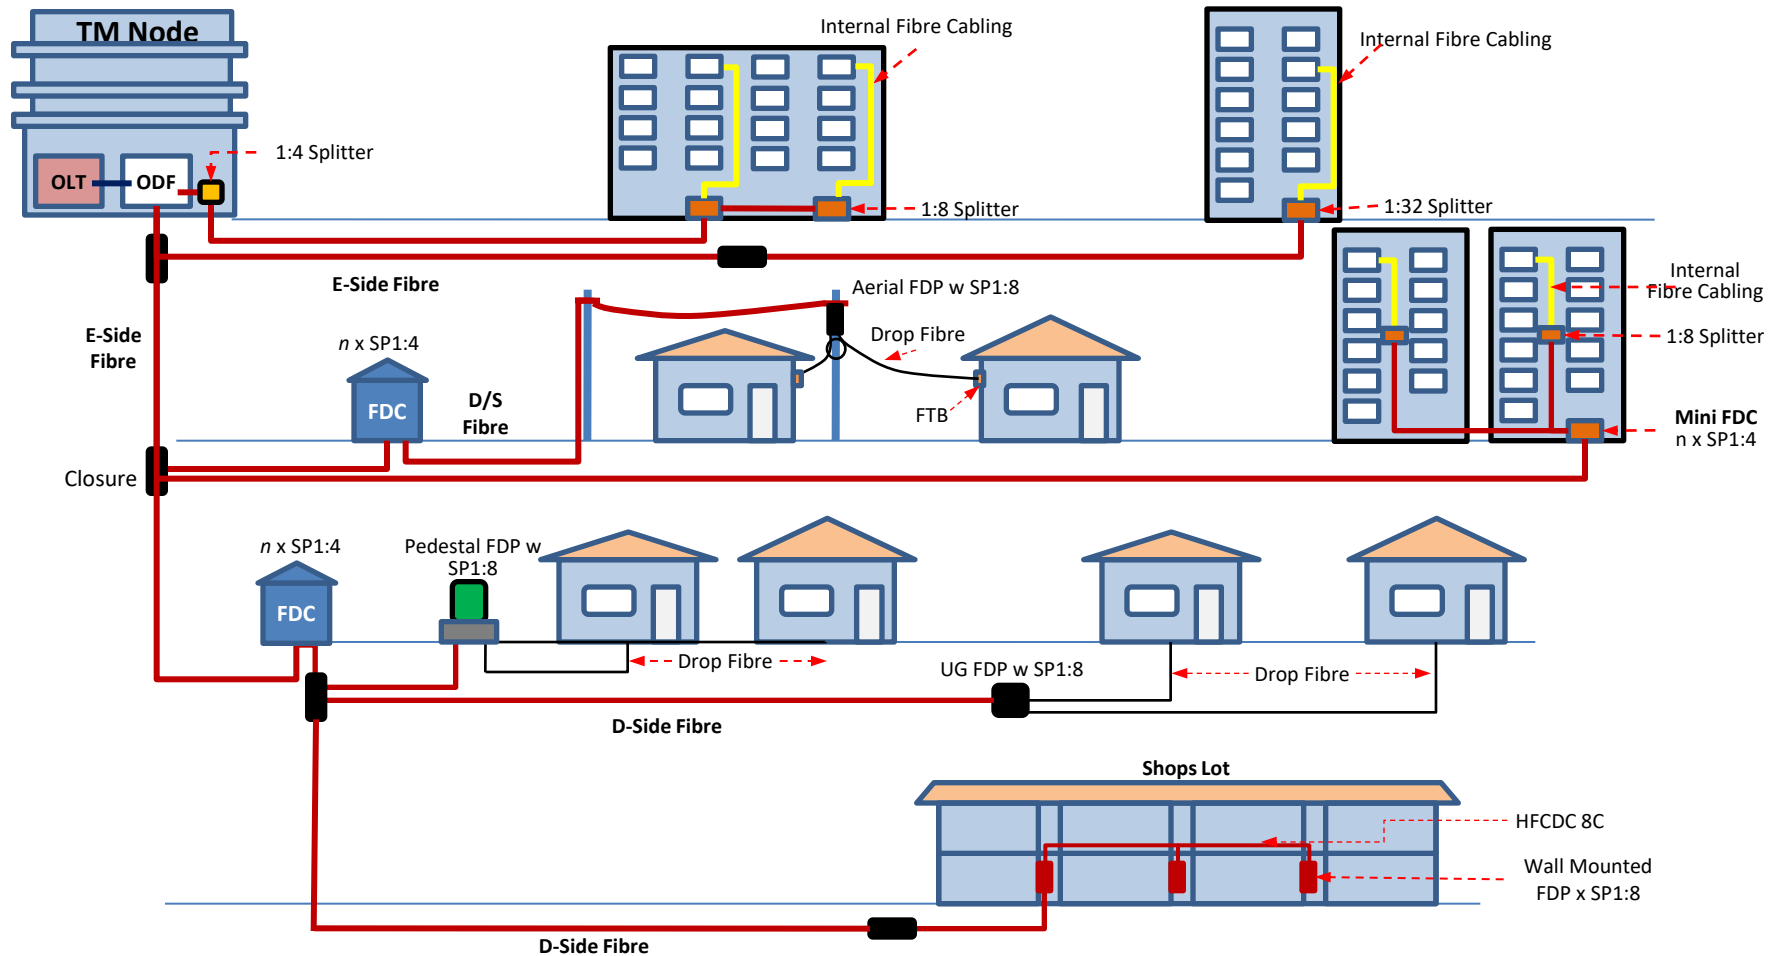 TM Node
OLT
ODF
1:4 Splitter
Internal Fibre Cabling
1:8 Splitter
Internal Fibre Cabling
1:32 Splitter
E-Side Fibre
E-Side
Fibre
n x SP1:4
FDC
D/S
Fibre
Aerial FDP w SP1:8
Drop Fibre
FTB
Internal
Fibre Cabling
1:8 Splitter
Mini FDC
n x SP1:4
Closure
n x SP1:4
FDC
Pedestal FDP w
SP1:8
Drop Fibre
UG FDP w SP1:8
Drop Fibre
D-Side Fibre
Shops Lot
HFCDC 8C
Wall Mounted
FDP x SP1:8
D-Side Fibre